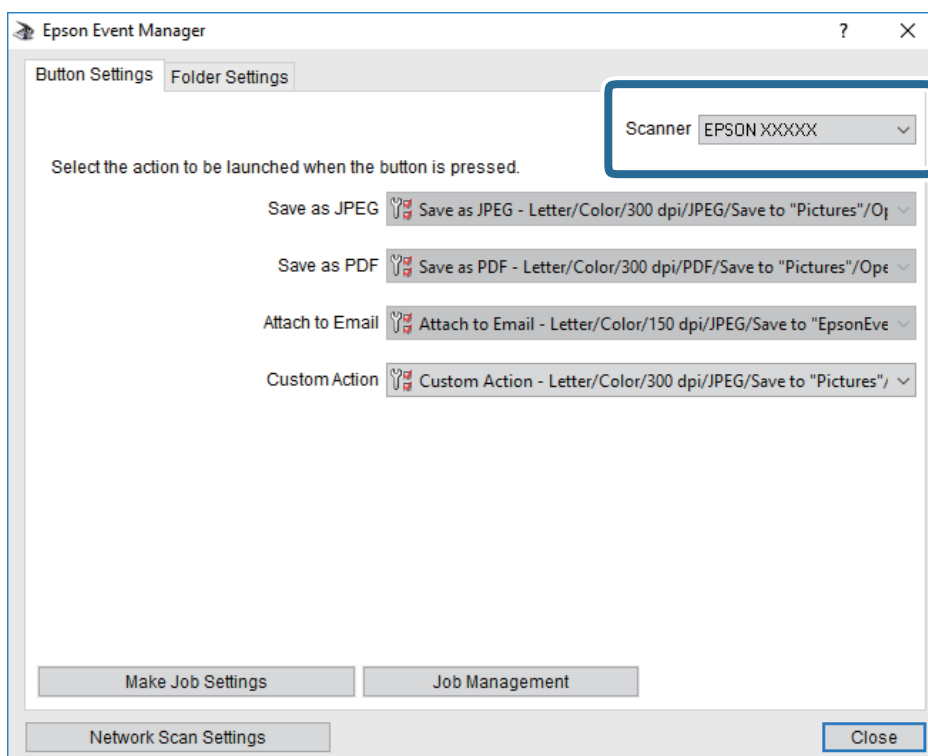 Epson Event Manager
Button Settings Folder Settings
Scanner EPSON XXXXX
Select the action to be launched when the button is pressed.
Save as JPEG Save as JPEG - Letter/Color/300 dpi/JPEG/Save to "Pictures"/Op
Save as PDF Save as PDF - Letter/Color/300 dpi/PDF/Save to "Pictures"/Ope
Attach to Email Attach to Email - Letter/Color/150 dpi/JPEG/Save to "EpsonEve
Custom Action Custom Action - Letter/Color/300 dpi/JPEG/Save to "Pictures"/
Make Job Settings Job Management
Network Scan Settings Close